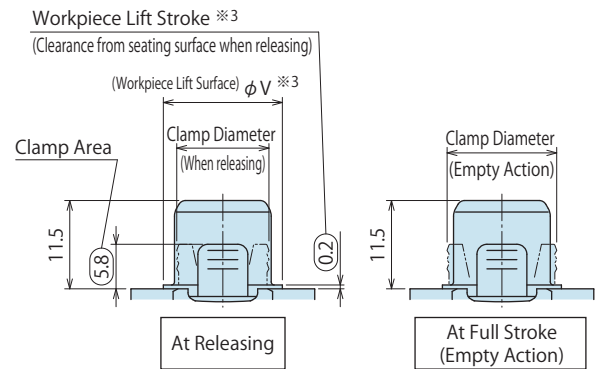 Workpiece Lift Stroke ※3
(Clearance from seating surface when releasing)
(Workpiece Lift Surface) φV ※3
Clamp Area
Clamp Diameter
(When releasing)
11.5
5.8
0.2
At Releasing
Clamp Diameter
(Empty Action)
11.5
At Full Stroke
(Empty Action)